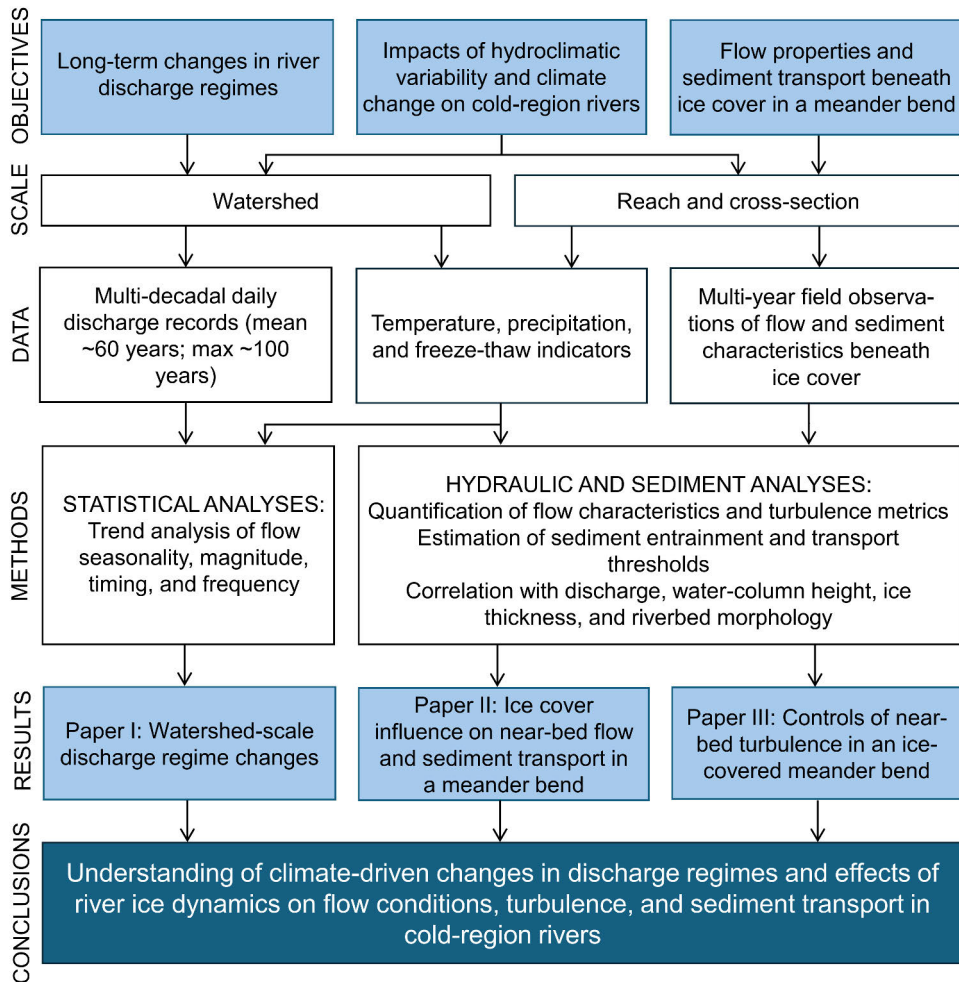 OBJECTIVES
Long-term changes in river
discharge regimes
Impacts of hydroclimatic
variability and climate
change on cold-region rivers
Flow properties and
sediment transport beneath
ice cover in a meander bend
SCALE
Watershed
Reach and cross-section
DATA
Multi-decadal daily
discharge records (mean
~60 years; max ~100
years)
Temperature, precipitation,
and freeze-thaw indicators
Multi-year field observa-
tions of flow and sediment
characteristics beneath
ice cover
METHODS
STATISTICAL ANALYSES:
Trend analysis of flow
seasonality, magnitude,
timing, and frequency
HYDRAULIC AND SEDIMENT ANALYSES:
Quantification of flow characteristics and turbulence metrics
Estimation of sediment entrainment and transport
thresholds
Correlation with discharge, water-column height, ice
thickness, and riverbed morphology
RESULTS
Paper I: Watershed-scale
discharge regime changes
Paper II: Ice cover
influence on near-bed flow
and sediment transport in
a meander bend
Paper III: Controls of near-
bed turbulence in an ice-
covered meander bend
CONCLUSIONS
Understanding of climate-driven changes in discharge regimes and effects of
river ice dynamics on flow conditions, turbulence, and sediment transport in
cold-region rivers